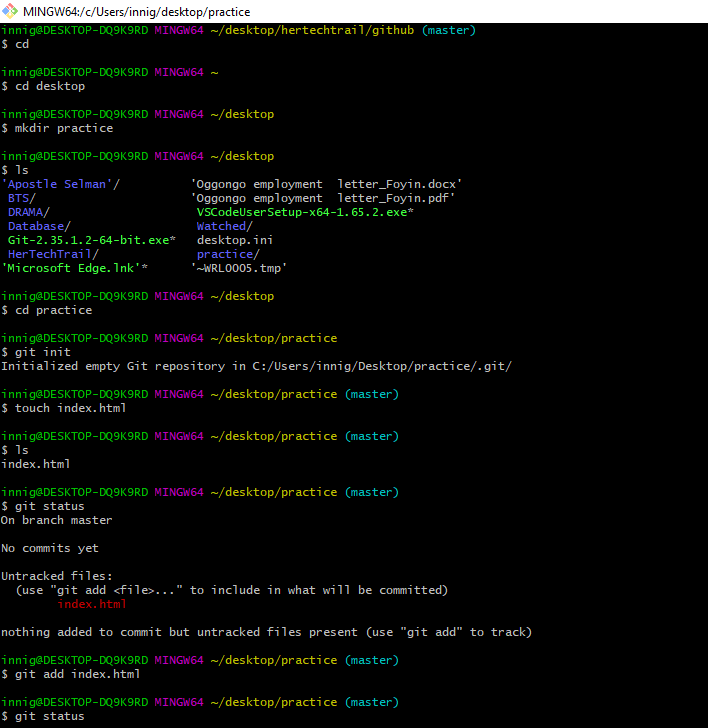 MINGW64:/c/Users/innig/desktop/practice
innig@DESKTOP-DQ9K9RD MINGW64 ~/desktop/hertechtrail/github (master)
$ cd
innig@DESKTOP-DQ9K9RD MINGW64 ~
$ cd desktop
innig@DESKTOP-DQ9K9RD MINGW64 ~/desktop
$ mkdir practice
innig@DESKTOP-DQ9K9RD MINGW64 ~/desktop
$ ls
'Apostle Selman'/          'Oggongo employment  letter_Foyin.docx'
 BTS/                      'Oggongo employment  letter_Foyin.pdf'
 DRAMA/                     VSCodeUserSetup-x64-1.65.2.exe*
 Database/                  Watched/
 Git-2.35.1.2-64-bit.exe*   desktop.ini
 HerTechTrail/              practice/
'Microsoft Edge.lnk'*      '~WRL0005.tmp'
innig@DESKTOP-DQ9K9RD MINGW64 ~/desktop
$ cd practice
innig@DESKTOP-DQ9K9RD MINGW64 ~/desktop/practice
$ git init
Initialized empty Git repository in C:/Users/innig/Desktop/practice/.git/
innig@DESKTOP-DQ9K9RD MINGW64 ~/desktop/practice (master)
$ touch index.html
innig@DESKTOP-DQ9K9RD MINGW64 ~/desktop/practice (master)
$ ls
index.html
innig@DESKTOP-DQ9K9RD MINGW64 ~/desktop/practice (master)
$ git status
On branch master
No commits yet
Untracked files:
  (use "git add <file>..." to include in what will be committed)
        index.html
nothing added to commit but untracked files present (use "git add" to track)
innig@DESKTOP-DQ9K9RD MINGW64 ~/desktop/practice (master)
$ git add index.html
innig@DESKTOP-DQ9K9RD MINGW64 ~/desktop/practice (master)
$ git status